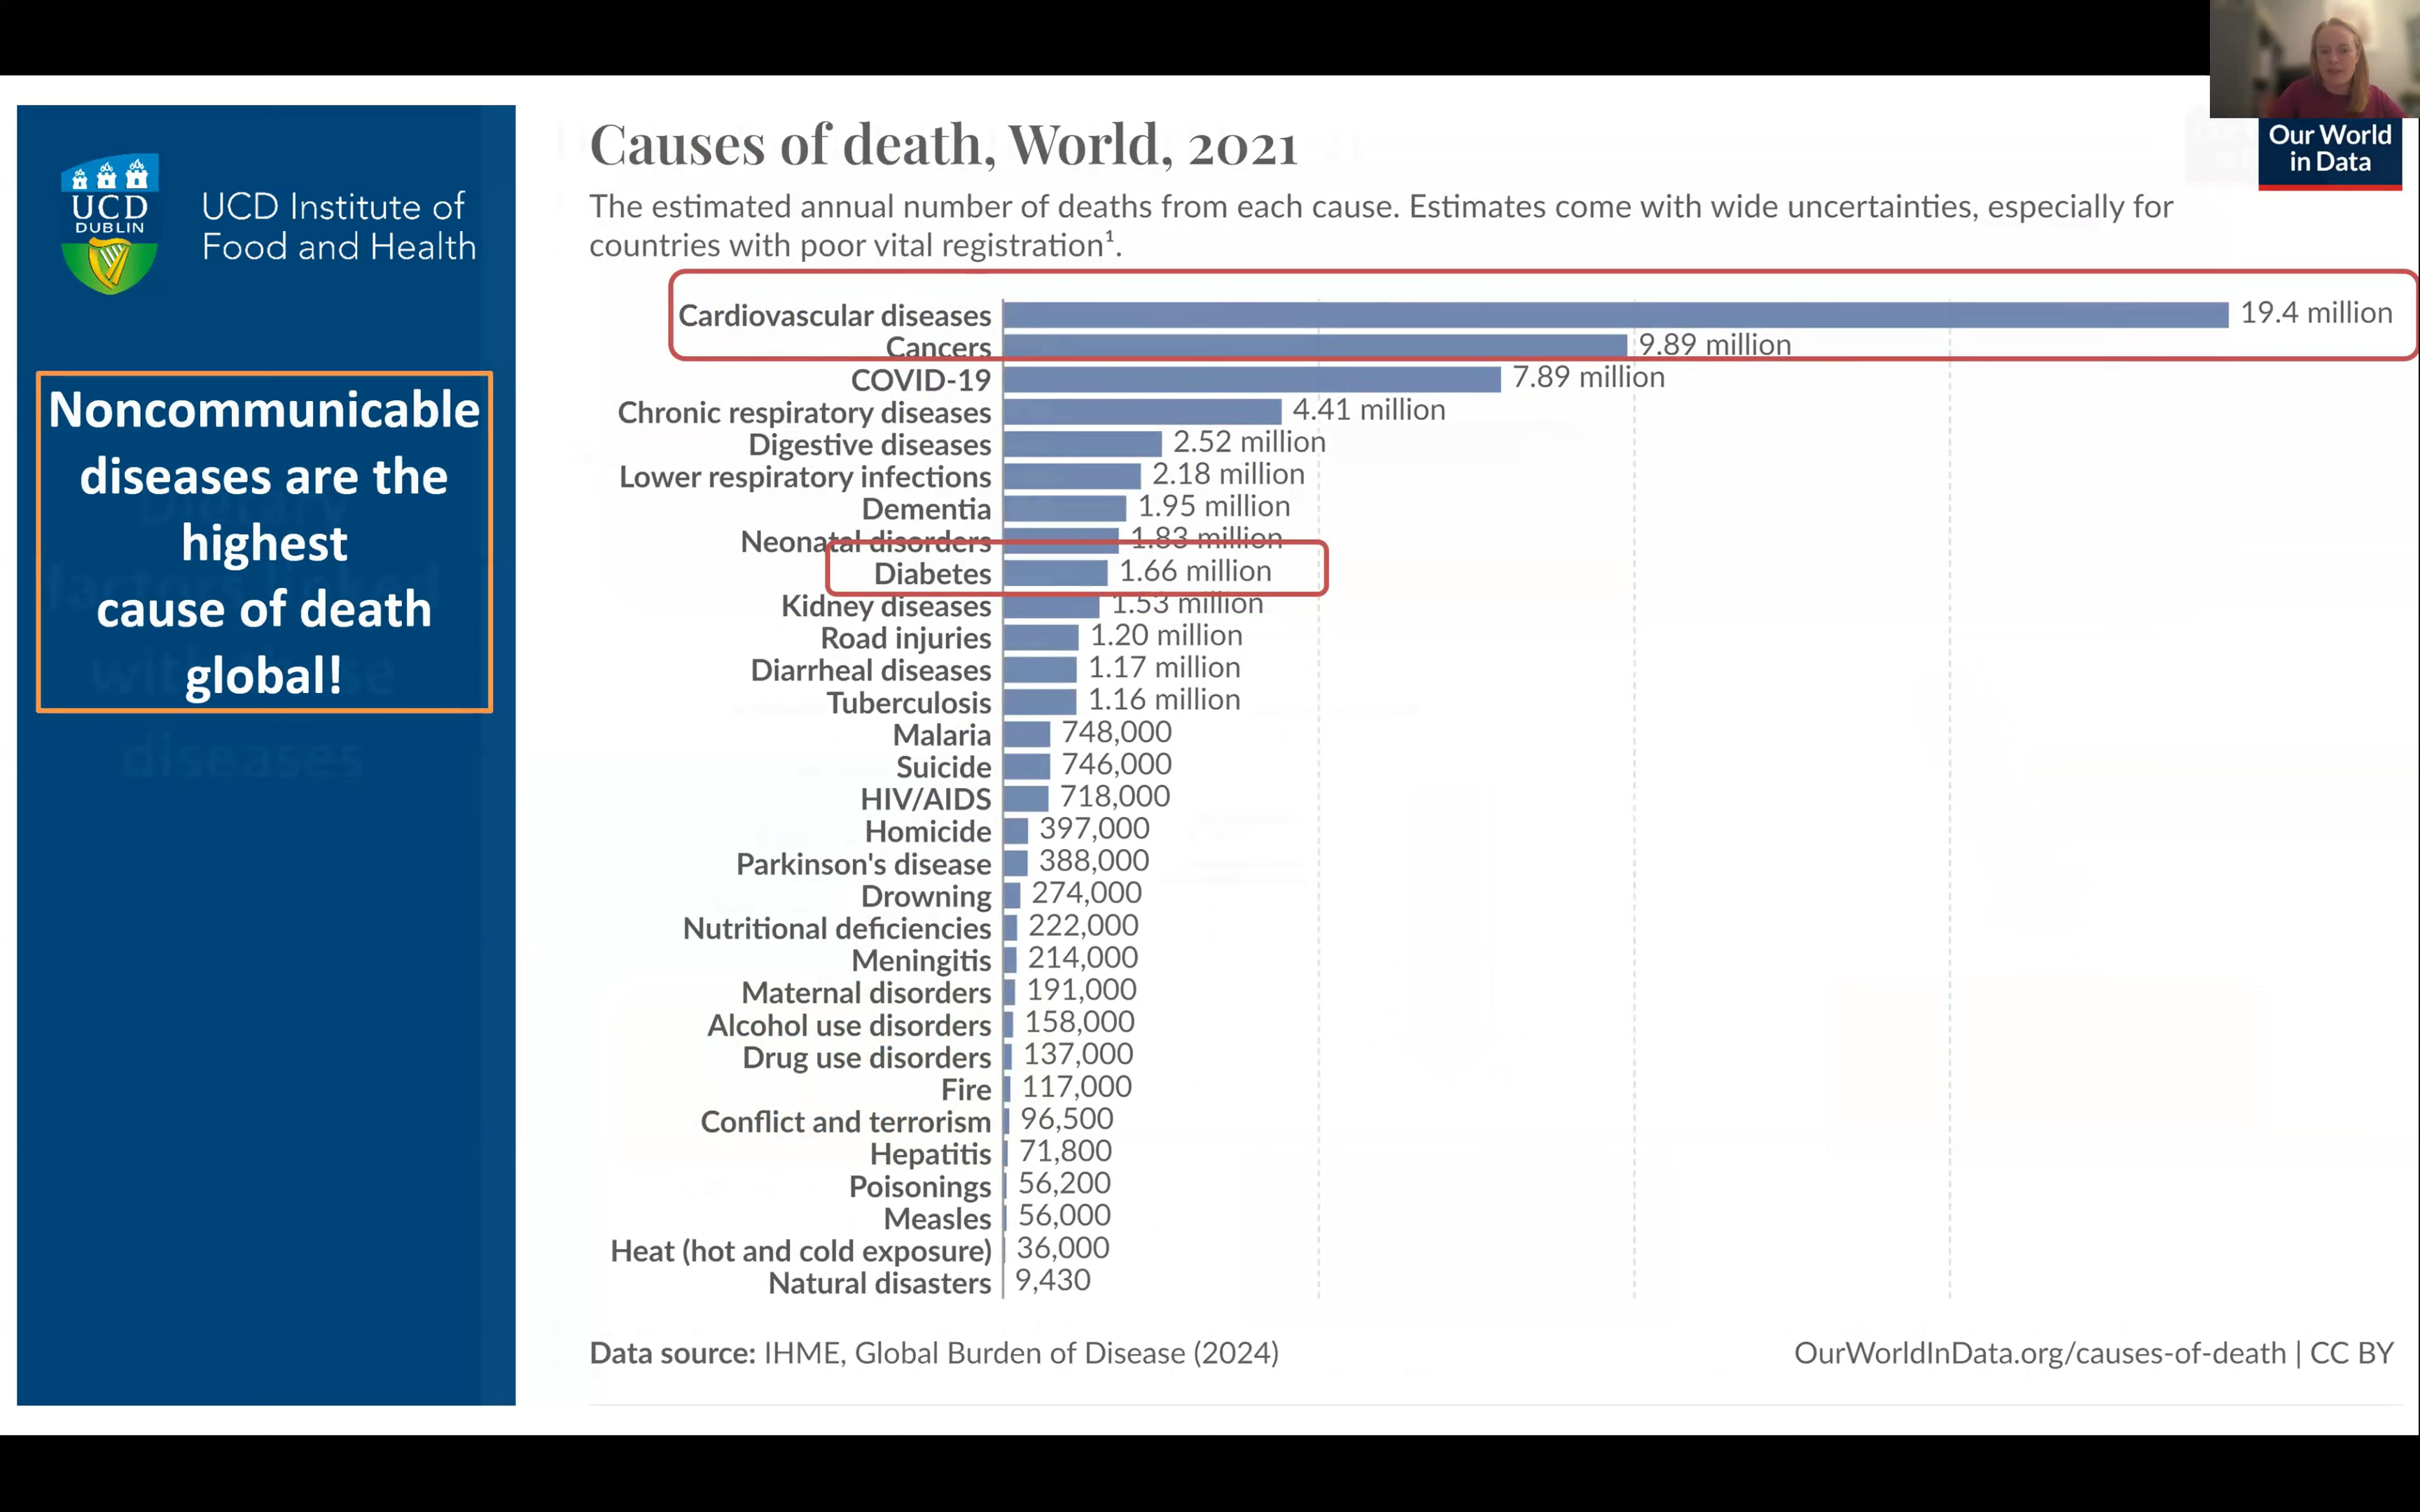 UCD
DUBLIN
UCD Institute of
Food and Health
Noncommunicable
diseases are the
highest
cause of death
global!
Causes of death, World, 2021
Our World
in Data
The estimated annual number of deaths from each cause. Estimates come with wide uncertainties, especially for
countries with poor vital registration¹.
Cardiovascular diseases 19.4 million
Cancers 9.89 million
COVID-19 7.89 million
Chronic respiratory diseases 4.41 million
Digestive diseases 2.52 million
Lower respiratory infections 2.18 million
Dementia 1.95 million
Neonatal disorders 1.83 million
Diabetes 1.66 million
Kidney diseases 1.53 million
Road injuries 1.20 million
Diarrheal diseases 1.17 million
Tuberculosis 1.16 million
Malaria 748,000
Suicide 746,000
HIV/AIDS 718,000
Homicide 397,000
Parkinson's disease 388,000
Drowning 274,000
Nutritional deficiencies 222,000
Meningitis 214,000
Maternal disorders 191,000
Alcohol use disorders 158,000
Drug use disorders 137,000
Fire 117,000
Conflict and terrorism 96,500
Hepatitis 71,800
Poisonings 56,200
Measles 56,000
Heat (hot and cold exposure) 36,000
Natural disasters 9,430
Data source: IHME, Global Burden of Disease (2024)
OurWorldInData.org/causes-of-death | CC BY